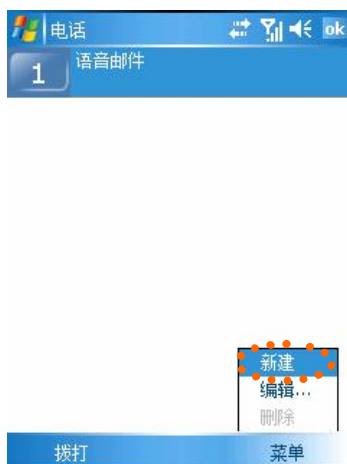 电话 ok
1 语音邮件
新建
编辑...
删除
拨打 菜单